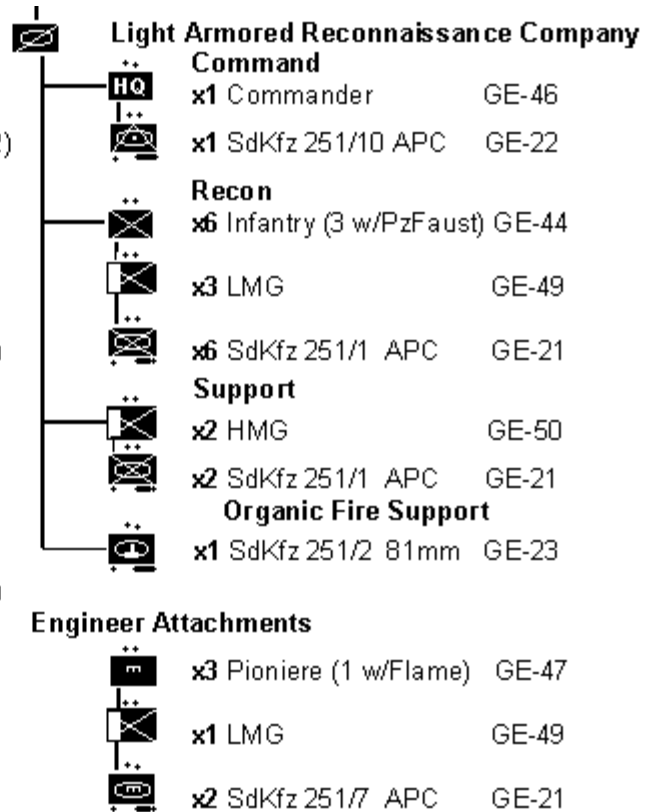 Light Armored Reconnaissance Company
Command
HQ x1 Commander GE-46
?) x1 SdKfz 251/10 APC GE-22
Recon
x6 Infantry (3 w/PzFaust) GE-44
x3 LMG GE-49
x6 SdKfz 251/1 APC GE-21
Support
x2 HMG GE-50
x2 SdKfz 251/1 APC GE-21
Organic Fire Support
x1 SdKfz 251/2 81mm GE-23
Engineer Attachments
x3 Pioniere (1 w/Flame) GE-47
x1 LMG GE-49
x2 SdKfz 251/7 APC GE-21